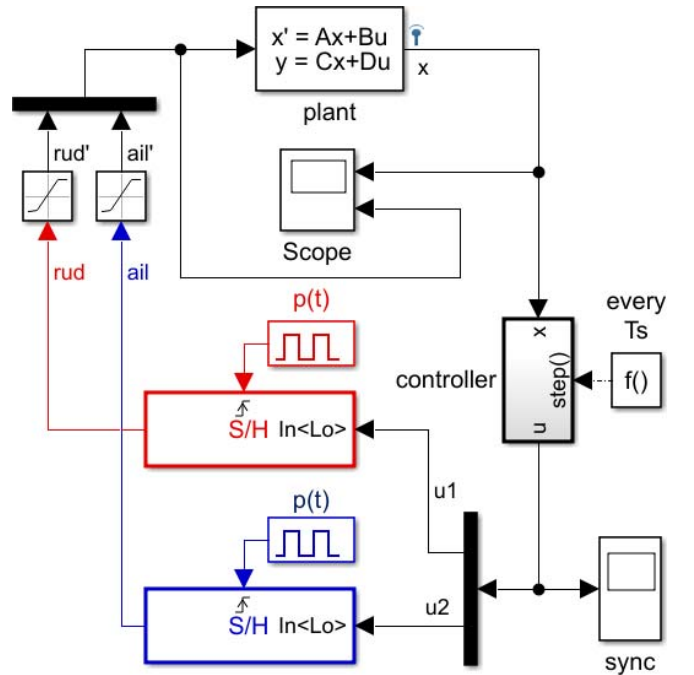 x' = Ax+Bu
y = Cx+Du
x
plant
rud'
ail'
Scope
rud
ail
p(t)
every
Ts
x
step()
u
controller
f()
S/H
In<Lo>
u1
p(t)
u2
S/H
In<Lo>
sync